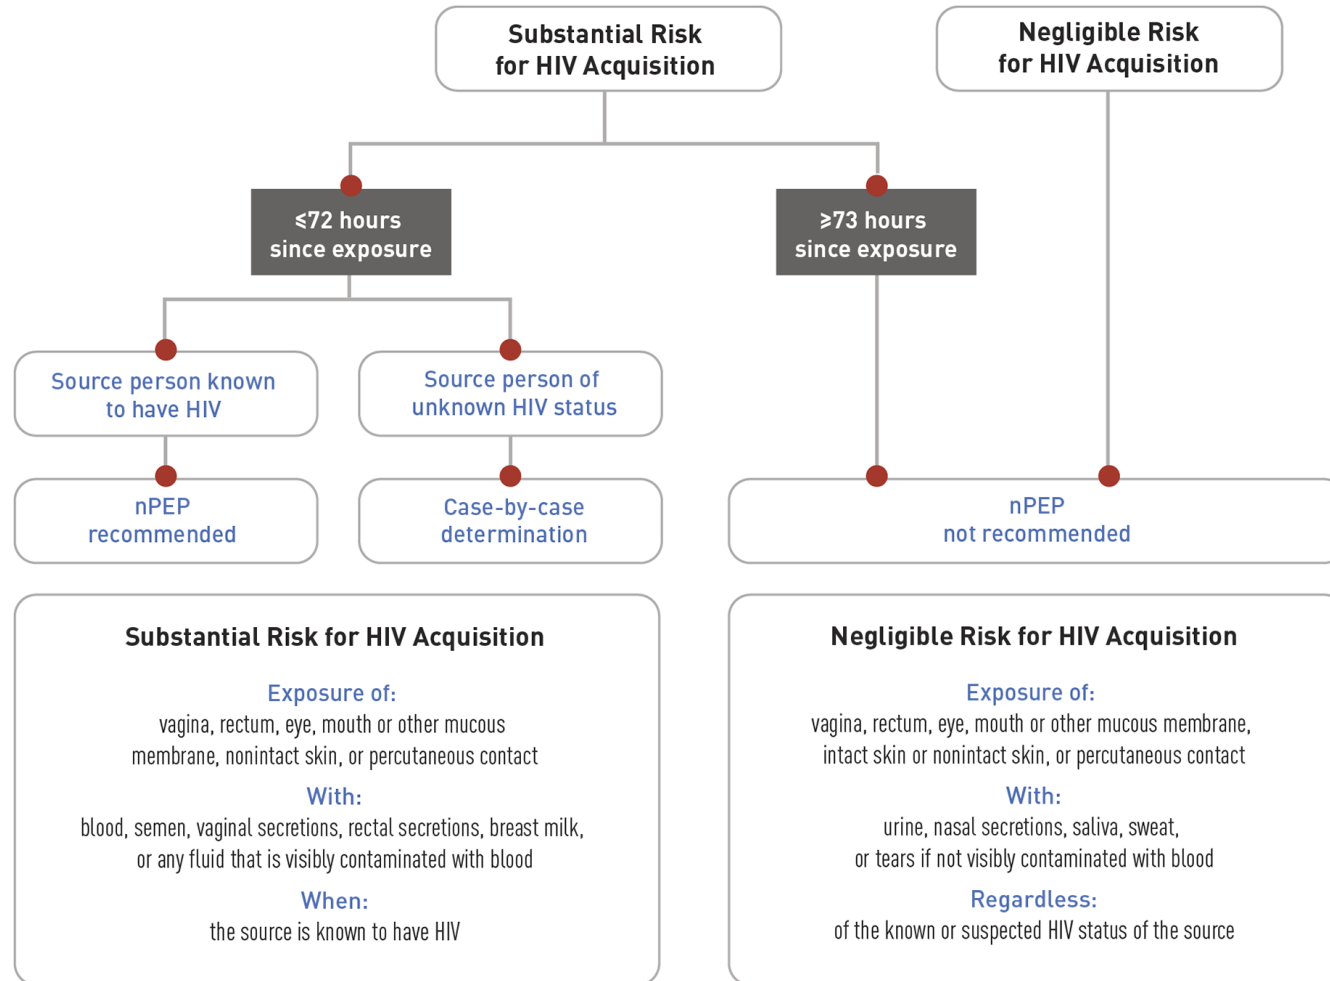 Substantial Risk
for HIV Acquisition
Negligible Risk
for HIV Acquisition
≤72 hours
since exposure
≥73 hours
since exposure
Source person known
to have HIV
Source person of
unknown HIV status
nPEP
recommended
Case-by-case
determination
nPEP
not recommended
Substantial Risk for HIV Acquisition
Exposure of:
vagina, rectum, eye, mouth or other mucous
membrane, nonintact skin, or percutaneous contact
With:
blood, semen, vaginal secretions, rectal secretions, breast milk,
or any fluid that is visibly contaminated with blood
When:
the source is known to have HIV
Negligible Risk for HIV Acquisition
Exposure of:
vagina, rectum, eye, mouth or other mucous membrane,
intact skin or nonintact skin, or percutaneous contact
With:
urine, nasal secretions, saliva, sweat,
or tears if not visibly contaminated with blood
Regardless:
of the known or suspected HIV status of the source